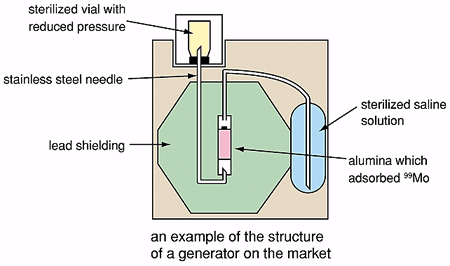 sterilized vial with
reduced pressure
stainless steel needle
lead shielding
sterilized saline
solution
alumina which
adsorbed ⁹⁹Mo
an example of the structure
of a generator on the market